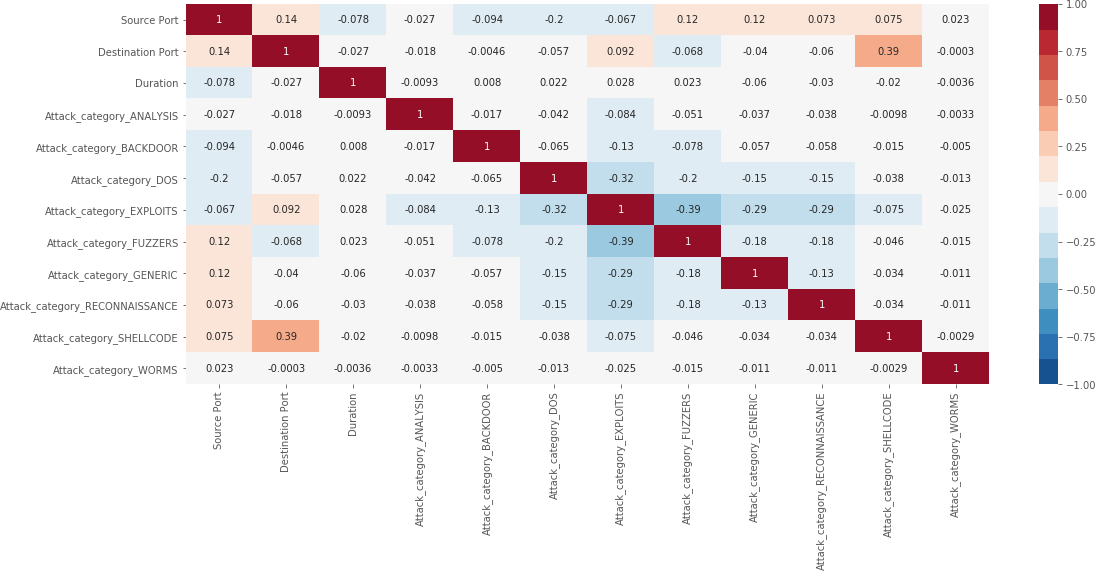 Source Port 1 0.14 -0.078 -0.027 -0.094 -0.2 -0.067 0.12 0.12 0.073 0.075 0.023
Destination Port 0.14 1 -0.027 -0.018 -0.0046 -0.057 0.092 -0.068 -0.04 -0.06 0.39 -0.0003
Duration -0.078 -0.027 1 -0.0093 0.008 0.022 0.028 0.023 -0.06 -0.03 -0.02 -0.0036
Attack_category_ANALYSIS -0.027 -0.018 -0.0093 1 -0.017 -0.042 -0.084 -0.051 -0.037 -0.038 -0.0098 -0.0033
Attack_category_BACKDOOR -0.094 -0.0046 0.008 -0.017 1 -0.065 -0.13 -0.078 -0.057 -0.058 -0.015 -0.005
Attack_category_DOS -0.2 -0.057 0.022 -0.042 -0.065 1 -0.32 -0.2 -0.15 -0.15 -0.038 -0.013
Attack_category_EXPLOITS -0.067 0.092 0.028 -0.084 -0.13 -0.32 1 -0.39 -0.29 -0.29 -0.075 -0.025
Attack_category_FUZZERS 0.12 -0.068 0.023 -0.051 -0.078 -0.2 -0.39 1 -0.18 -0.18 -0.046 -0.015
Attack_category_GENERIC 0.12 -0.04 -0.06 -0.037 -0.057 -0.15 -0.29 -0.18 1 -0.13 -0.034 -0.011
Attack_category_RECONNAISSANCE 0.073 -0.06 -0.03 -0.038 -0.058 -0.15 -0.29 -0.18 -0.13 1 -0.034 -0.011
Attack_category_SHELLCODE 0.075 0.39 -0.02 -0.0098 -0.015 -0.038 -0.075 -0.046 -0.034 -0.034 1 -0.0029
Attack_category_WORMS 0.023 -0.0003 -0.0036 -0.0033 -0.005 -0.013 -0.025 -0.015 -0.011 -0.011 -0.0029 1
Source Port
Destination Port
Duration
Attack_category_ANALYSIS
Attack_category_BACKDOOR
Attack_category_DOS
Attack_category_EXPLOITS
Attack_category_FUZZERS
Attack_category_GENERIC
Attack_category_RECONNAISSANCE
Attack_category_SHELLCODE
Attack_category_WORMS
1.00
0.75
0.50
0.25
0.00
−0.25
−0.50
−0.75
−1.00